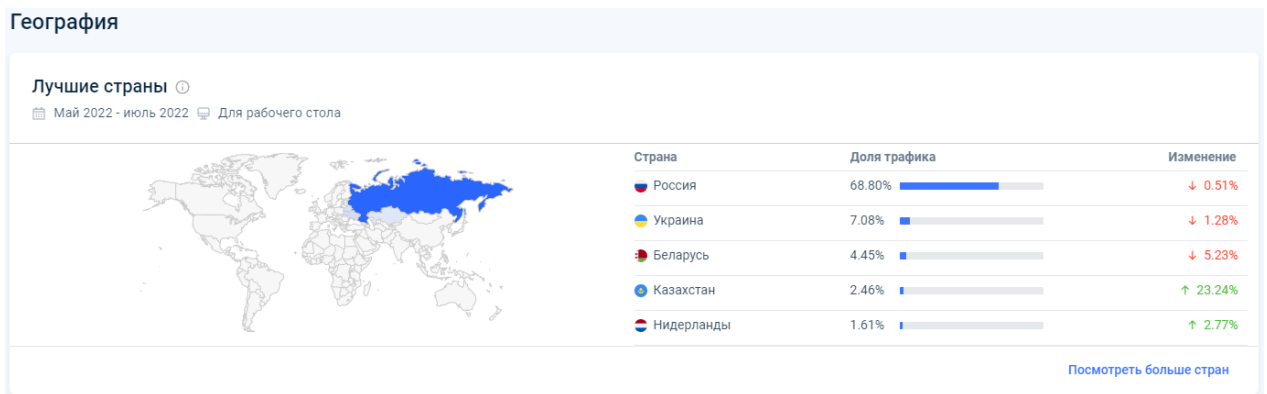 География
Лучшие страны
Май 2022 - июль 2022 Для рабочего стола
Страна Доля трафика Изменение
Россия 68.80% ↓ 0.51%
Украина 7.08% ↓ 1.28%
Беларусь 4.45% ↓ 5.23%
Казахстан 2.46% ↑ 23.24%
Нидерланды 1.61% ↑ 2.77%
Посмотреть больше стран